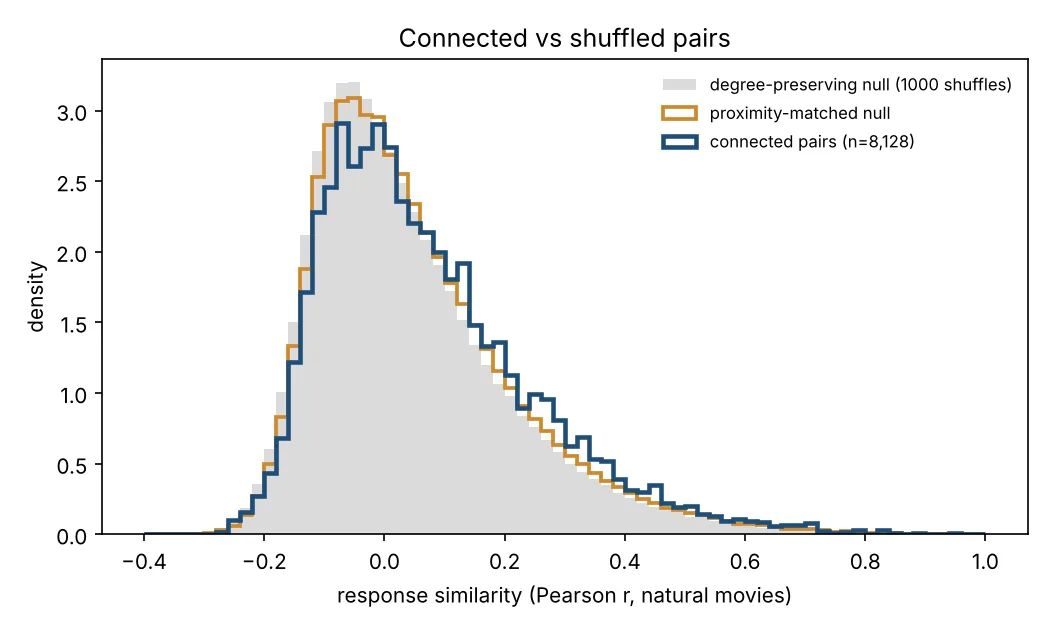 Connected vs shuffled pairs
degree-preserving null (1000 shuffles)
proximity-matched null
connected pairs (n=8,128)
density
3.0
2.5
2.0
1.5
1.0
0.5
0.0
−0.4 −0.2 0.0 0.2 0.4 0.6 0.8 1.0
response similarity (Pearson r, natural movies)